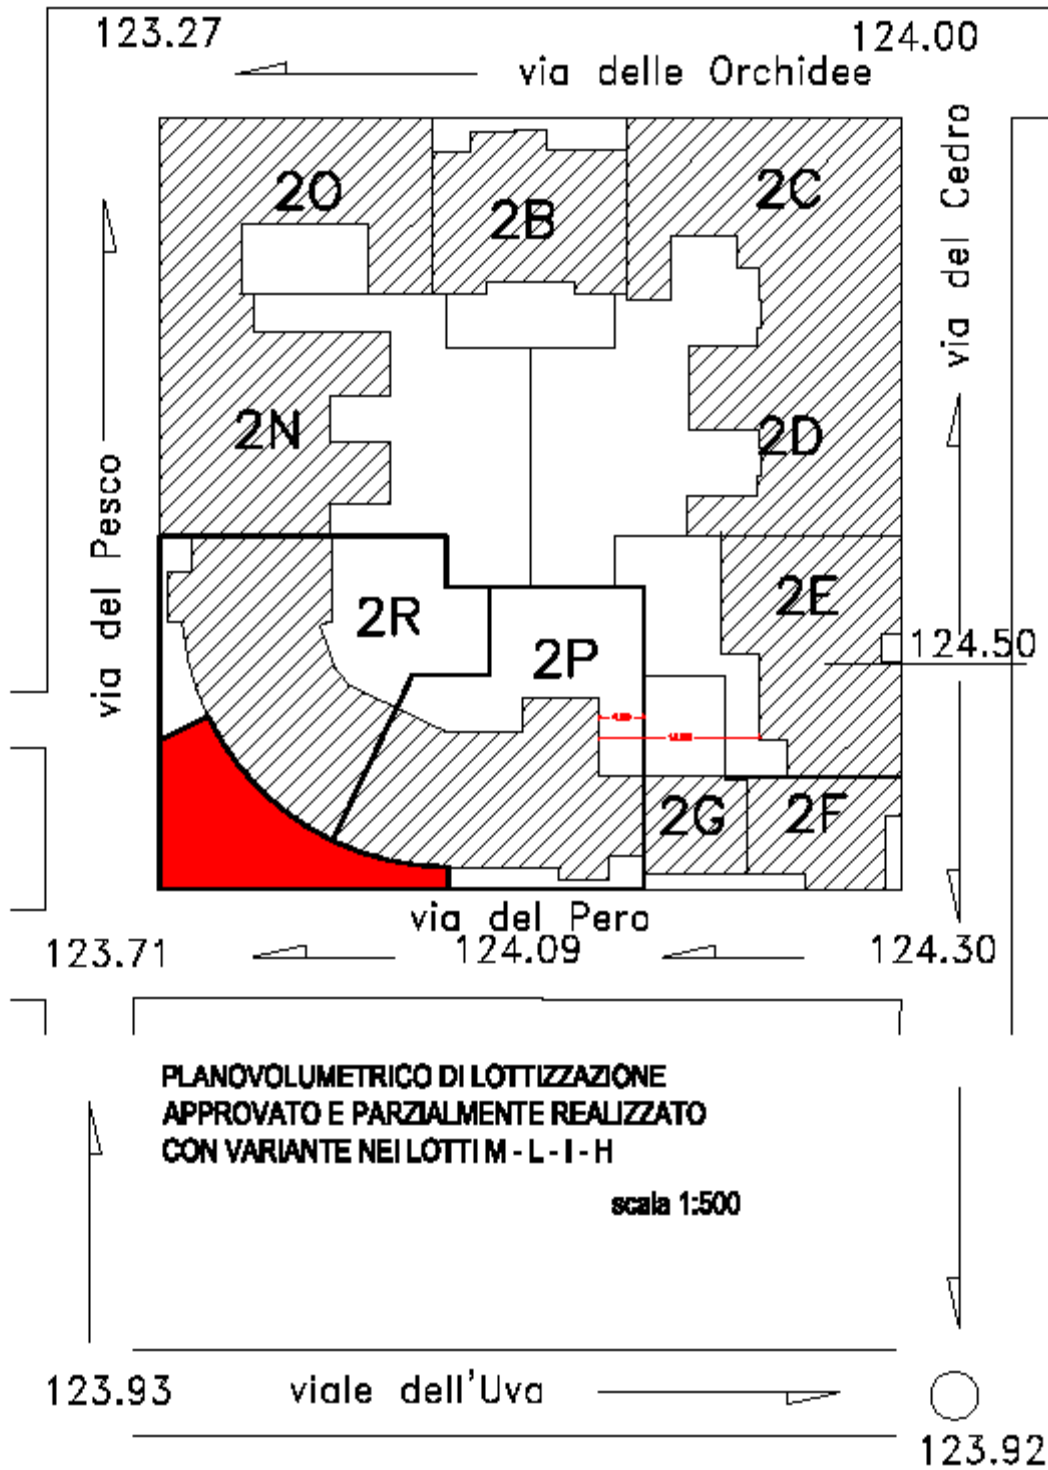 123.27
124.00
via delle Orchidee
via del Cedro
2O
2B
2C
2N
2D
via del Pesco
2R
2P
2E
124.50
2G
2F
via del Pero
123.71
124.09
124.30
PLANOVOLUMETRICO DI LOTTIZZAZIONE
APPROVATO E PARZIALMENTE REALIZZATO
CON VARIANTE NEI LOTTI M - L - I - H
scala 1:500
123.93
viale dell'Uva
123.92